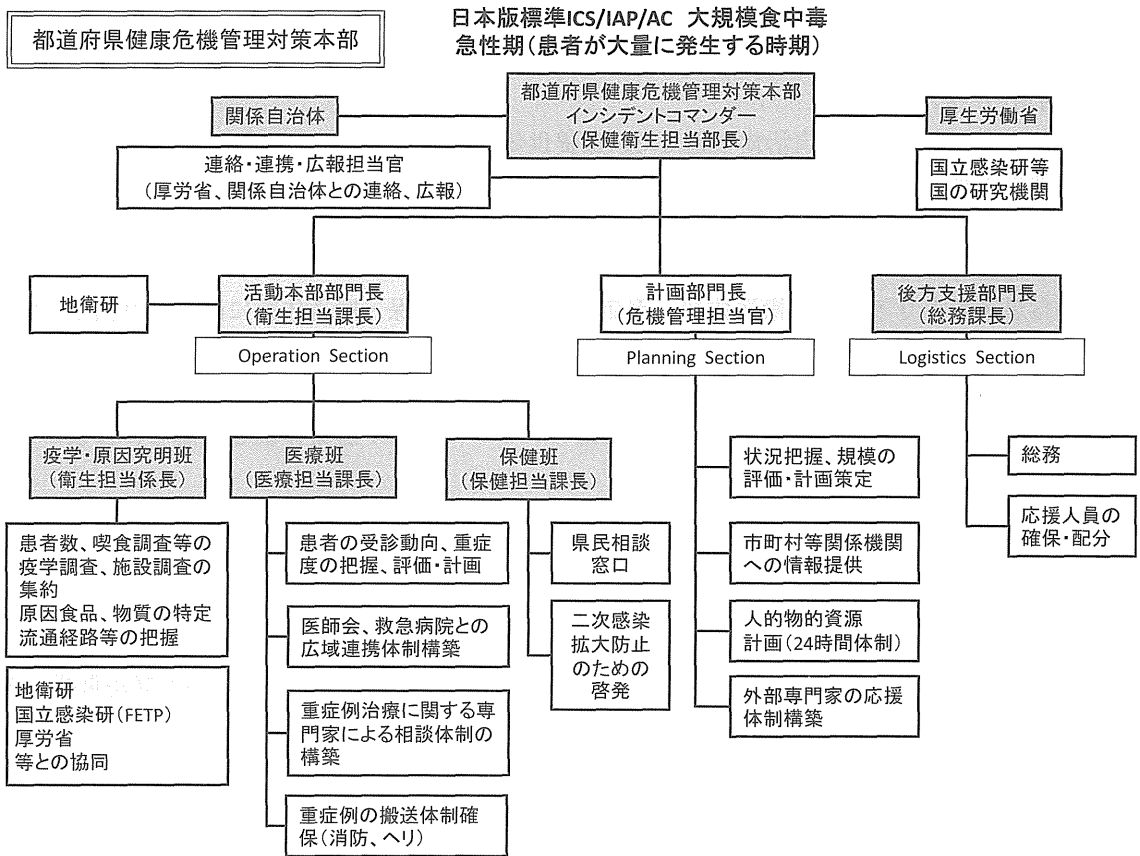 都道府県健康危機管理対策本部
日本版標準ICS/IAP/AC 大規模食中毒
急性期(患者が大量に発生する時期)
都道府県健康危機管理対策本部
インシデントコマンダー
(保健衛生担当部長)
関係自治体
厚生労働省
連絡・連携・広報担当官
(厚労省、関係自治体との連絡、広報)
国立感染研等
国の研究機関
地衛研
活動本部部門長
(衛生担当課長)
計画部門長
(危機管理担当官)
後方支援部門長
(総務課長)
Operation Section
Planning Section
Logistics Section
疫学・原因究明班
(衛生担当係長)
医療班
(医療担当課長)
保健班
(保健担当課長)
患者数、喫食調査等の
疫学調査、施設調査の
集約
原因食品、物質の特定
流通経路等の把握
地衛研
国立感染研(FETP)
厚労省
等との協同
患者の受診動向、重症
度の把握、評価・計画
医師会、救急病院との
広域連携体制構築
重症例治療に関する専
門家による相談体制の
構築
重症例の搬送体制確
保(消防、ヘリ)
県民相談
窓口
二次感染
拡大防止
のための
啓発
状況把握、規模の
評価・計画策定
市町村等関係機関
への情報提供
人的物的資源
計画(24時間体制)
外部専門家の応援
体制構築
総務
応援人員の
確保・配分